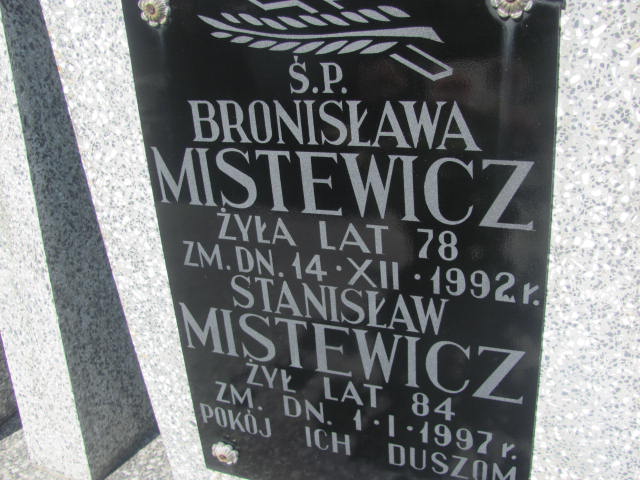 Ś.P.
BRONISŁAWA
MISTEWICZ
ŻYŁA LAT 78
ZM. DN. 14·XII·1992 r.
STANISŁAW
MISTEWICZ
ŻYŁ LAT 84
ZM. DN. 1·I·1997 r.
POKÓJ ICH DUSZOM